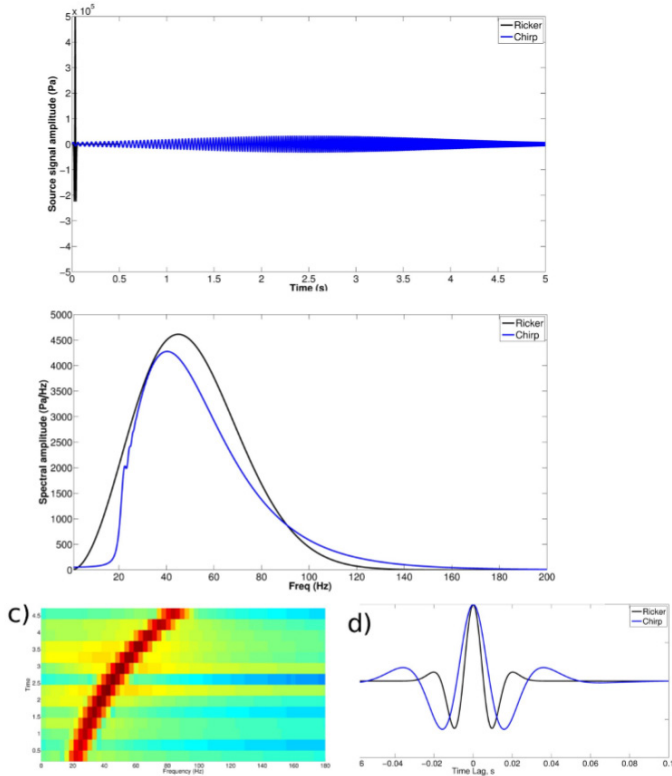 5 × 10⁵
Ricker
Chirp
4
3
2
1
0
-1
-2
-3
-4
-5
Source signal amplitude (Pa)
0 0.5 1 1.5 2 2.5 3 3.5 4 4.5 5
Time (s)
5000
Ricker
Chirp
4500
4000
3500
3000
2500
2000
1500
1000
500
0
Spectral amplitude (Pa/Hz)
20 40 60 80 100 120 140 160 180 200
Freq (Hz)
c)
4.5
4
3.5
3
2.5
2
1.5
1
0.5
Time
0 20 40 60 80 100 120 140 160 180
Frequency (Hz)
d)
Ricker
Chirp
6 -0.04 -0.02 0 0.02 0.04 0.06 0.08 0.1
Time Lag, s